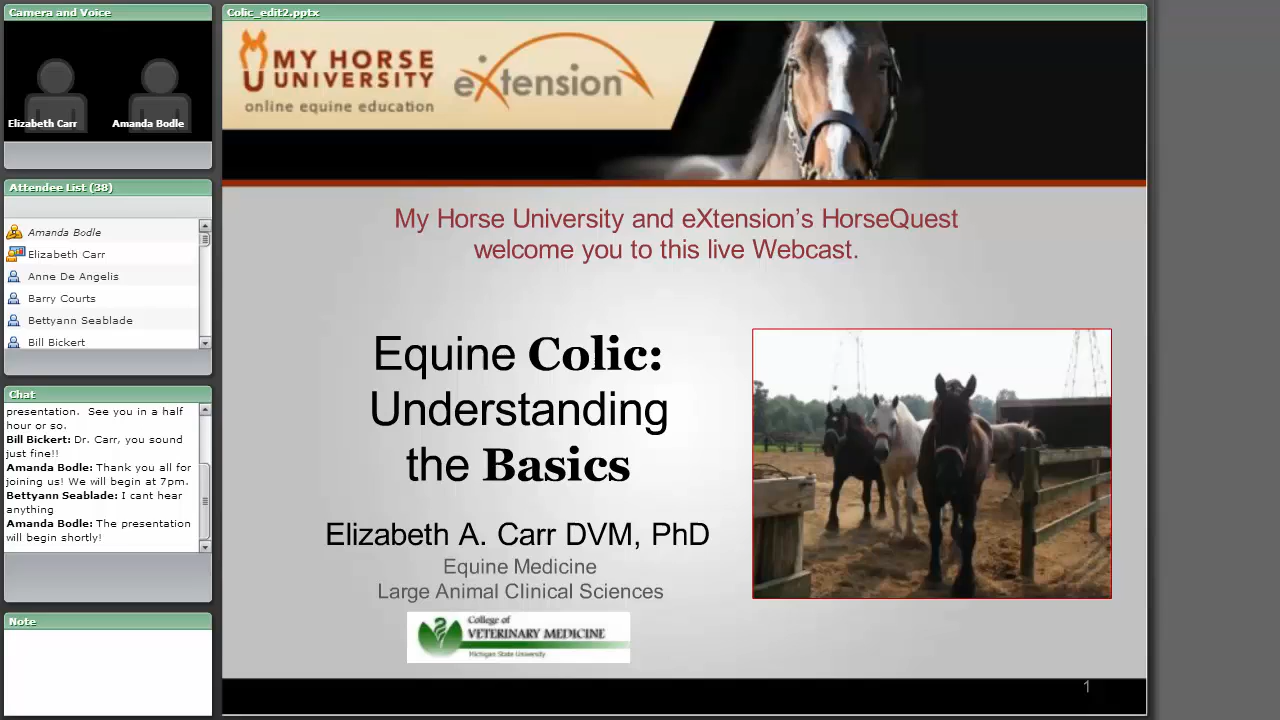 Camera and Voice
Elizabeth Carr
Amanda Bodle
Attendee List (38)
Amanda Bodle
Elizabeth Carr
Anne De Angelis
Barry Courts
Bettyann Seablade
Bill Bickert
Chat
presentation. See you in a half
hour or so.
Bill Bickert: Dr. Carr, you sound
just fine!!
Amanda Bodle: Thank you all for
joining us! We will begin at 7pm.
Bettyann Seablade: I cant hear
anything
Amanda Bodle: The presentation
will begin shortly!
Note
Colic_edit2.pptx
MY HORSE
UNIVERSITY
online equine education
eXtension
My Horse University and eXtension’s HorseQuest
welcome you to this live Webcast.
Equine Colic:
Understanding
the Basics
Elizabeth A. Carr DVM, PhD
Equine Medicine
Large Animal Clinical Sciences
College of
VETERINARY MEDICINE
Michigan State University
1